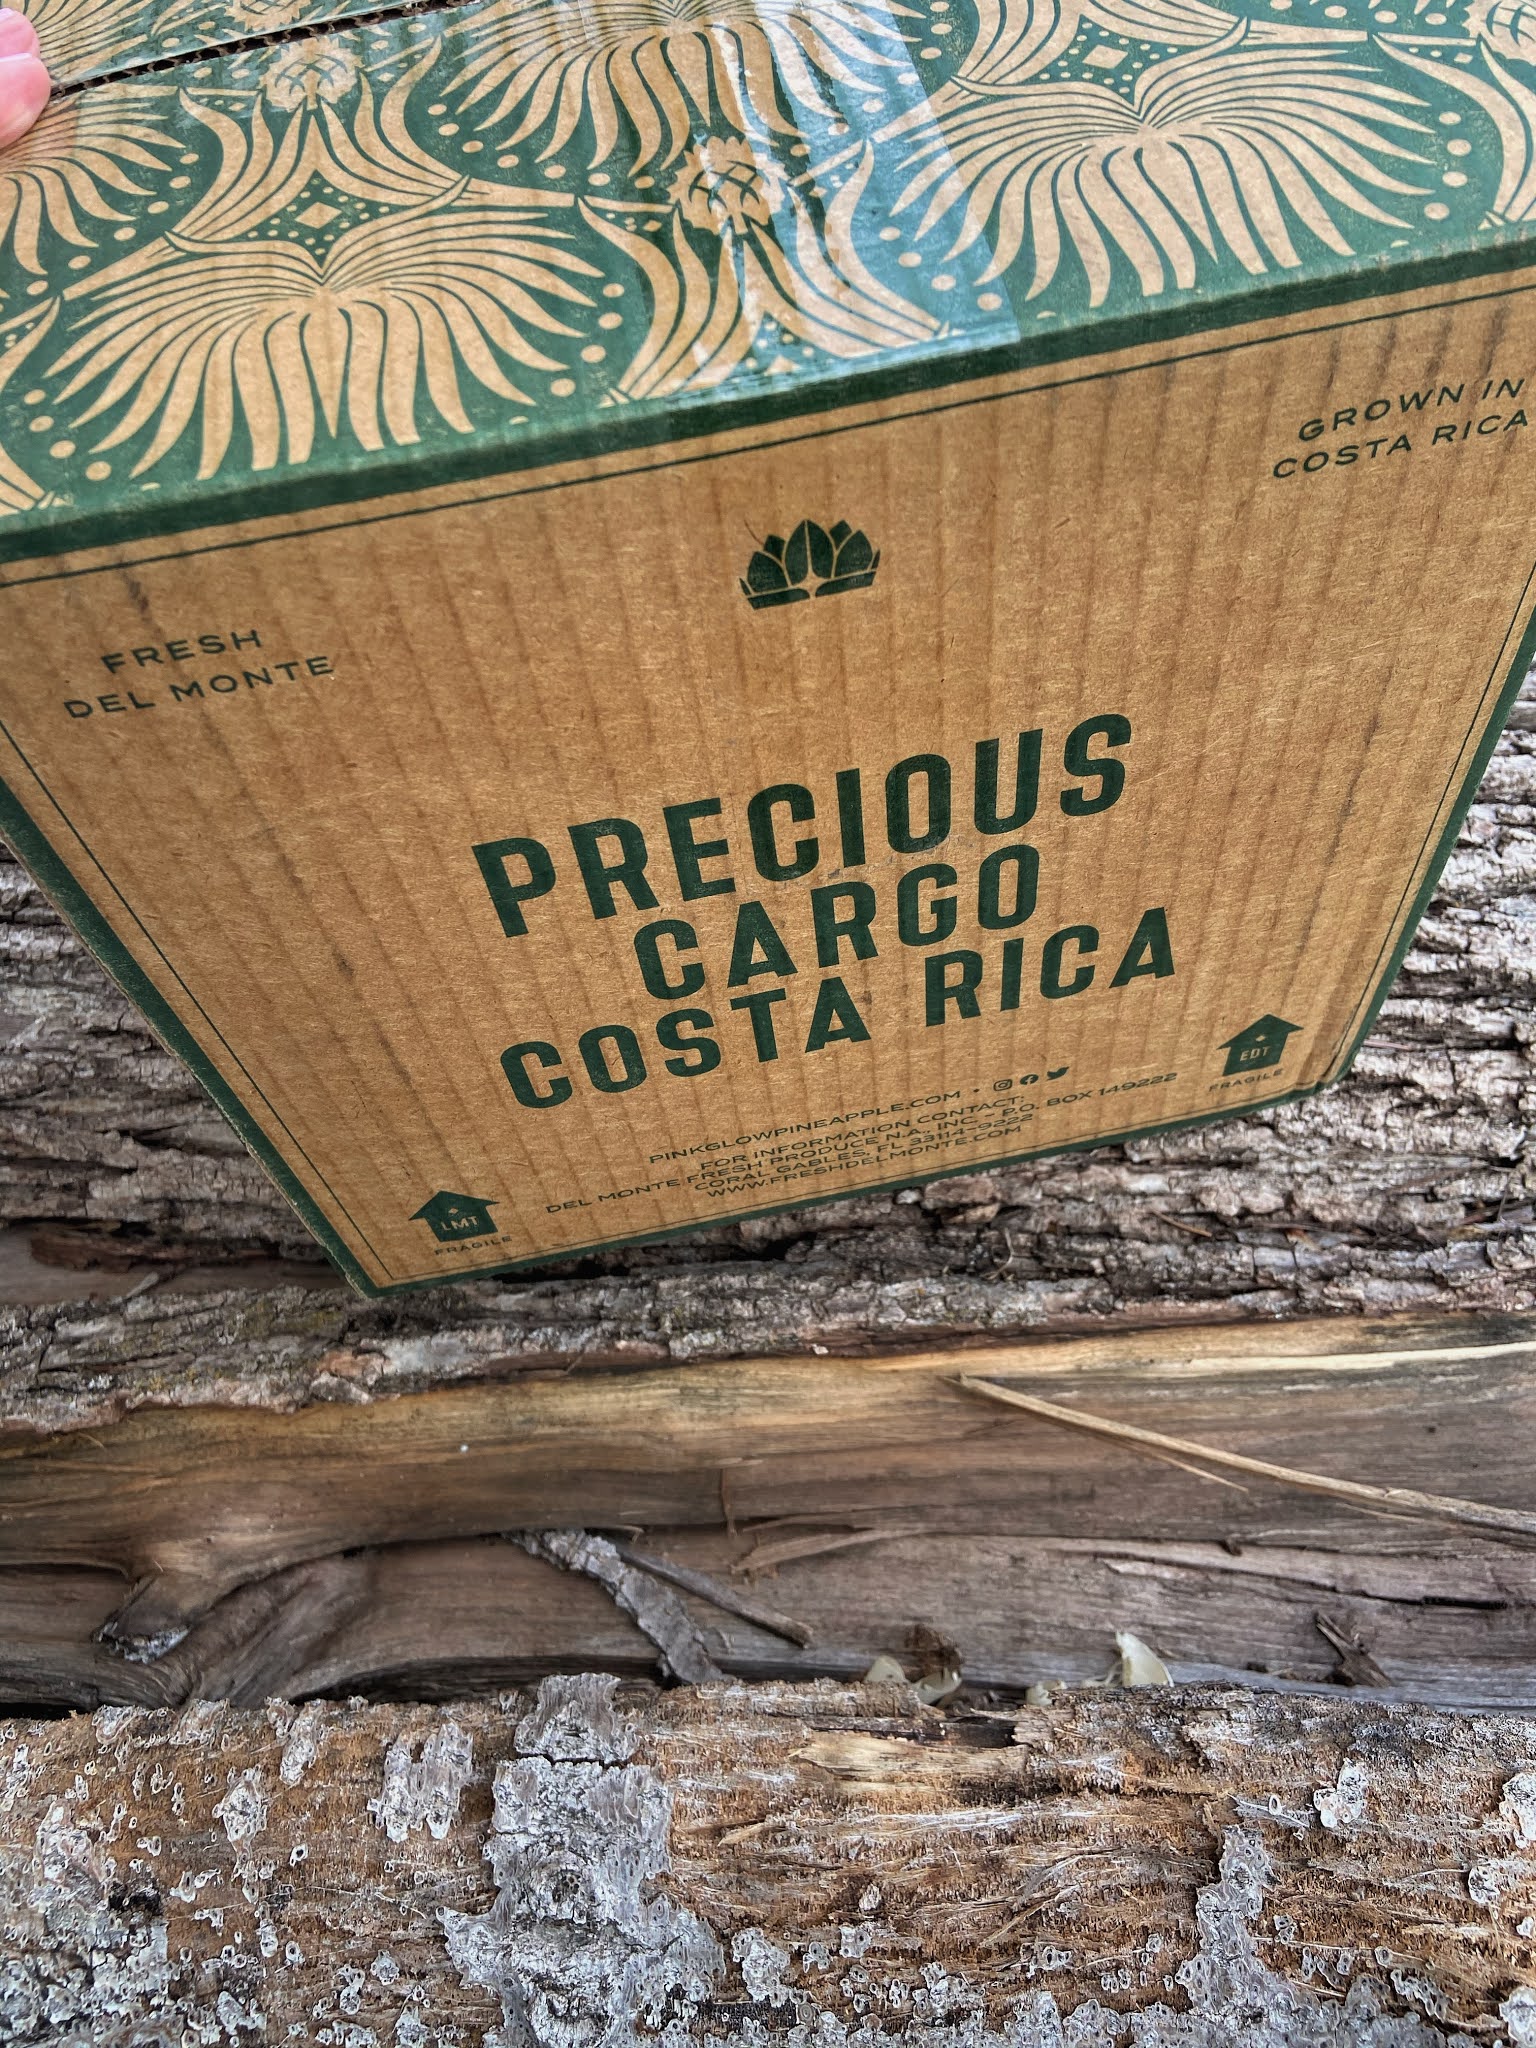 GROWN IN
COSTA RICA
FRESH
DEL MONTE
PRECIOUS
CARGO
COSTA RICA
PINKGLOWPINEAPPLE.COM •
FOR INFORMATION CONTACT:
DEL MONTE FRESH PRODUCE N.A., INC. P.O. BOX 149222
CORAL GABLES, FL 33114-9222
WWW.FRESHDELMONTE.COM
LMT
FRAGILE
EDT
FRAGILE